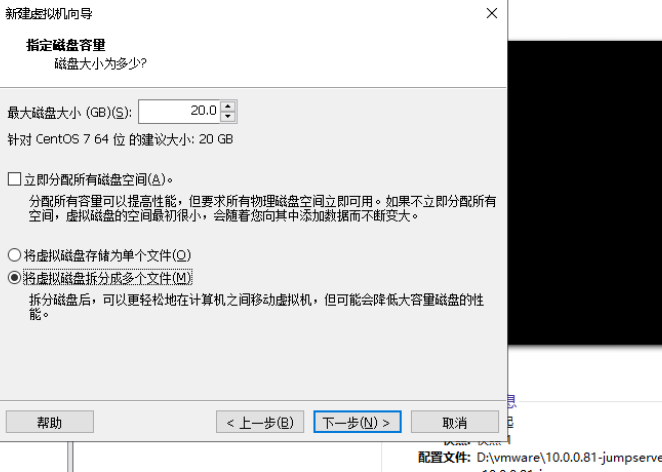 新建虚拟机向导
指定磁盘容量
磁盘大小为多少?
最大磁盘大小 (GB)(S): 20.0
针对 CentOS 7 64 位 的建议大小: 20 GB
立即分配所有磁盘空间(A)。
分配所有容量可以提高性能，但要求所有物理磁盘空间立即可用。如果不立即分配所有
空间，虚拟磁盘的空间最初很小，会随着您向其中添加数据而不断变大。
将虚拟磁盘存储为单个文件(O)
将虚拟磁盘拆分成多个文件(M)
拆分磁盘后，可以更轻松地在计算机之间移动虚拟机，但可能会降低大容量磁盘的性
能。
息
帮助 < 上一步(B) 下一步(N) > 取消
配置文件: D:\vmware\10.0.0.81-jumpserve